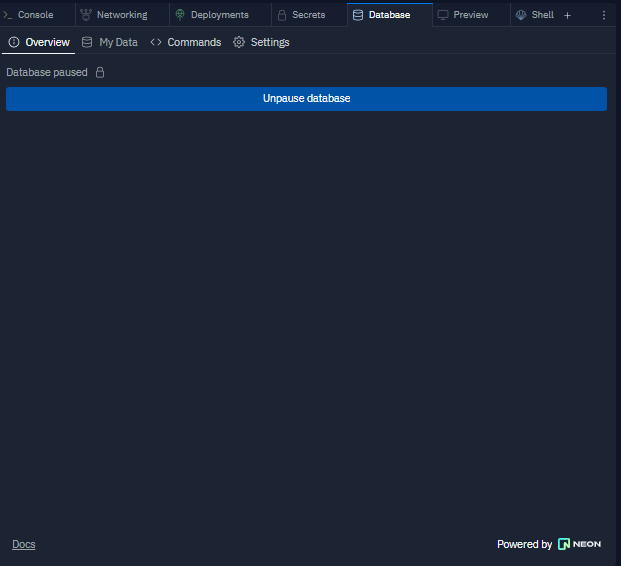 Console Networking Deployments Secrets Database Preview Shell
Overview My Data Commands Settings
Database paused
Unpause database
Docs
Powered by NEON